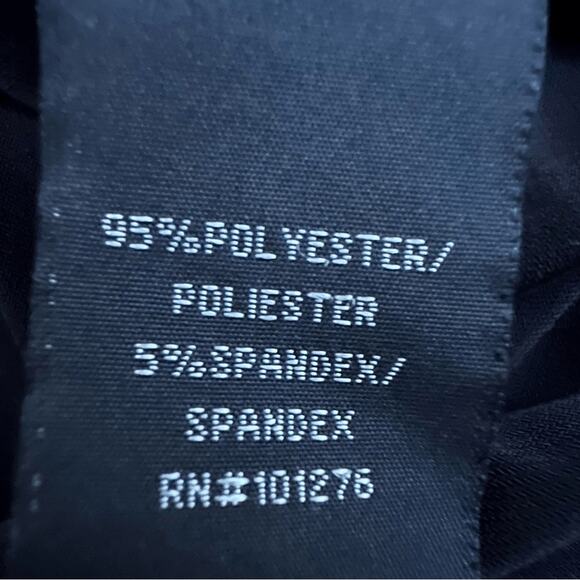 95%POLYESTER/
POLIESTER
5%SPANDEX/
SPANDEX
RN#101276